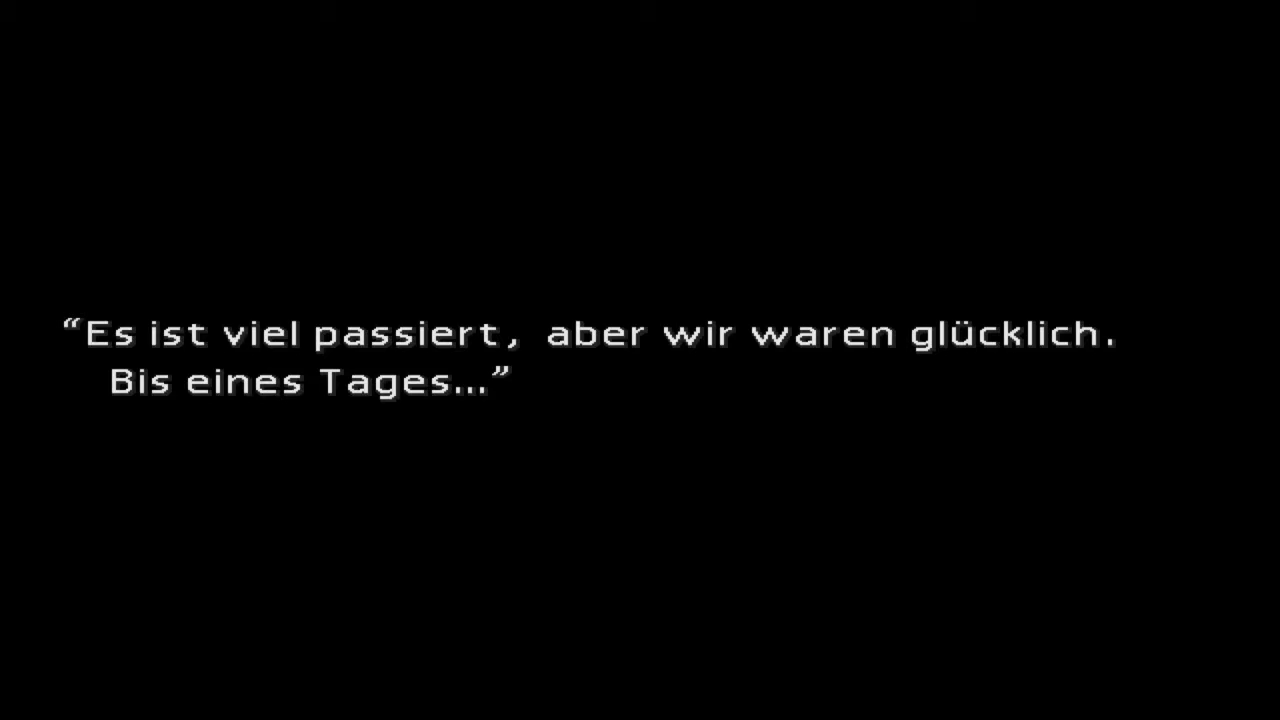 “Es ist viel passiert, aber wir waren glücklich.
Bis eines Tages...”